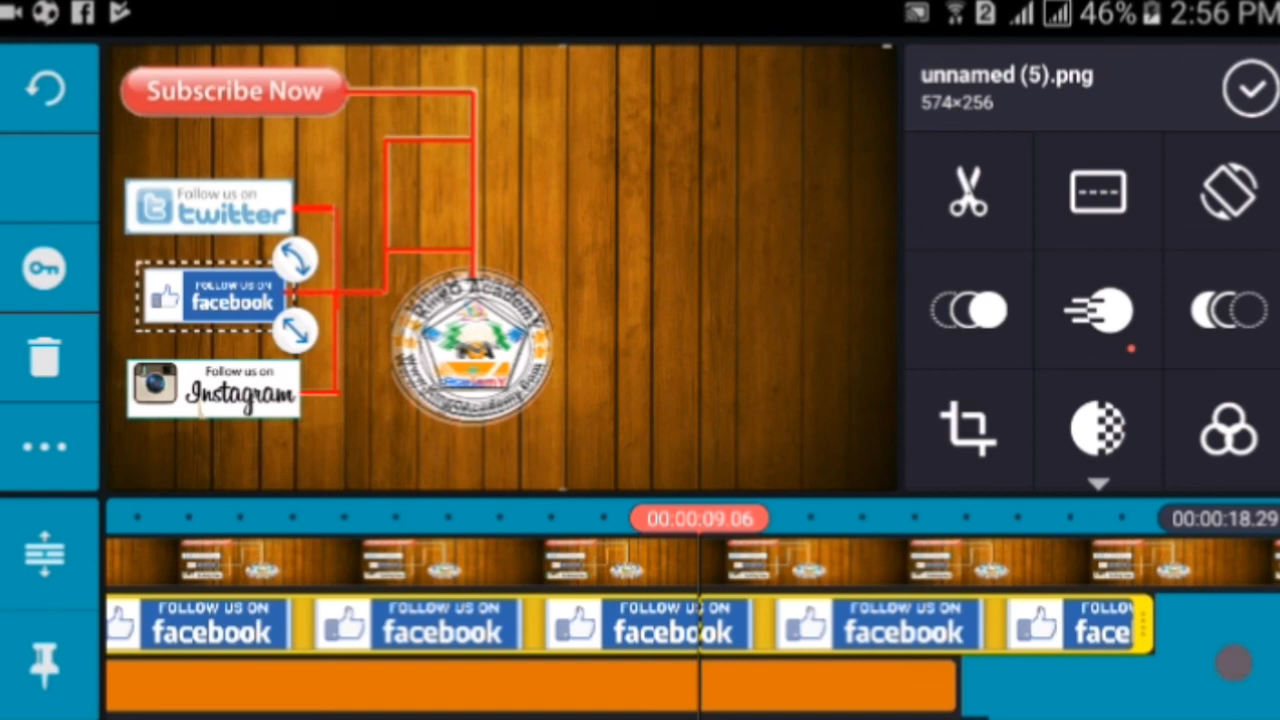 46% 2:56 PM
unnamed (5).png
574×256
Subscribe Now
Follow us on
twitter
FOLLOW US ON
facebook
Follow us on
Instagram
00:00:09.06
00:00:18.29
FOLLOW US ON
facebook
FOLLOW US ON
facebook
FOLLOW US ON
facebook
FOLLOW US ON
facebook
FOLLOW
face